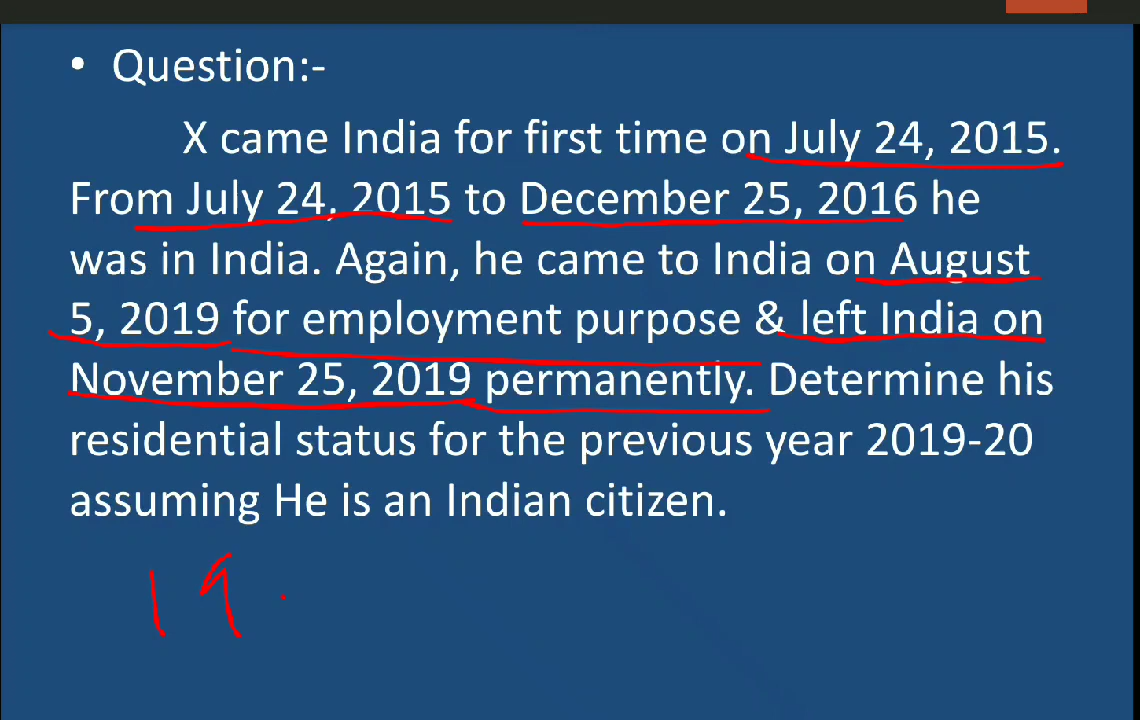 • Question:-
X came India for first time on July 24, 2015.
From July 24, 2015 to December 25, 2016 he
was in India. Again, he came to India on August
5, 2019 for employment purpose & left India on
November 25, 2019 permanently. Determine his
residential status for the previous year 2019-20
assuming He is an Indian citizen.
19